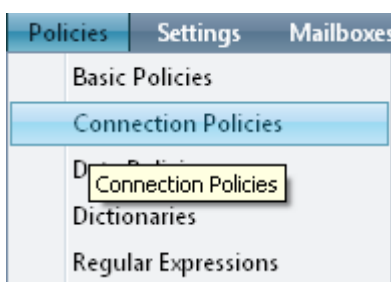 Policies Settings Mailboxes
Basic Policies
Connection Policies
Connection Policies
Dictionaries
Regular Expressions